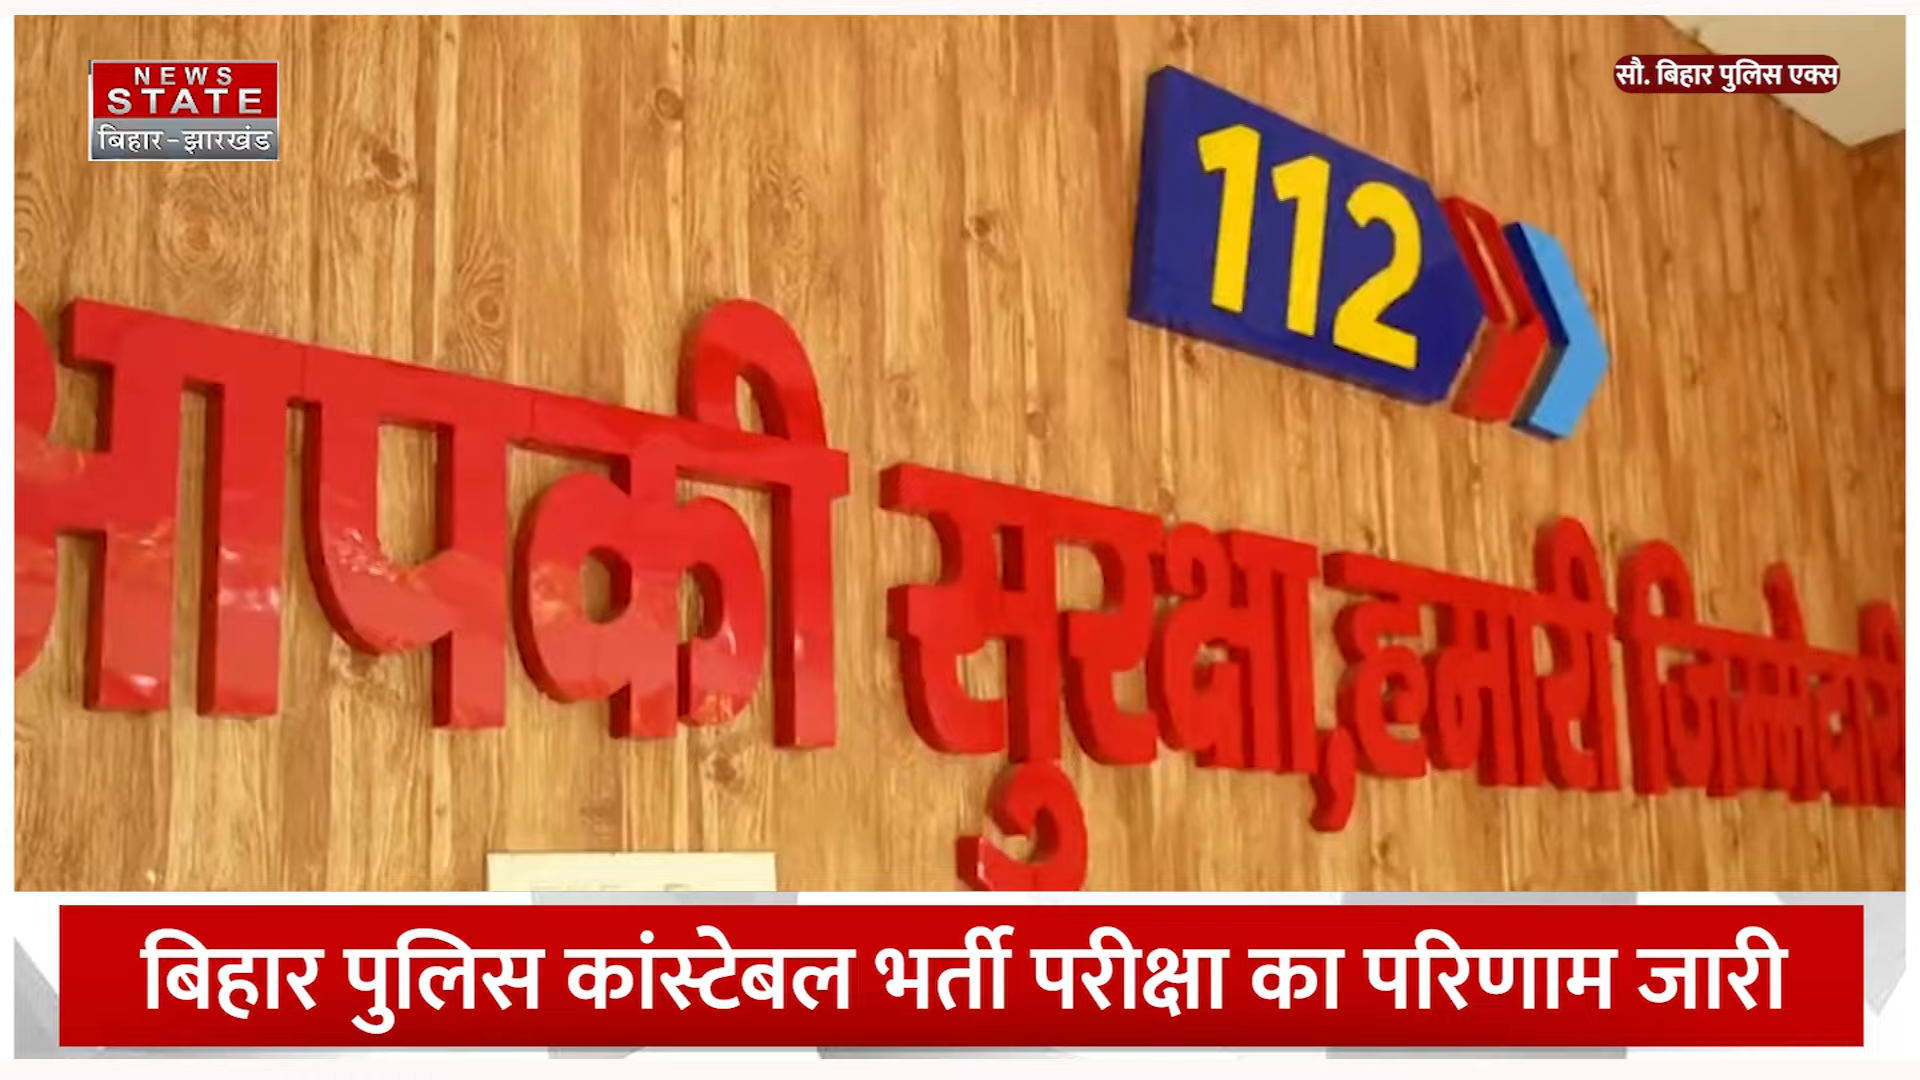 NEWS
STATE
बिहार-झारखंड
सौ. बिहार पुलिस एक्स
112
आपकी सुरक्षा, हमारी जिम्मेदारी
बिहार पुलिस कांस्टेबल भर्ती परीक्षा का परिणाम जारी